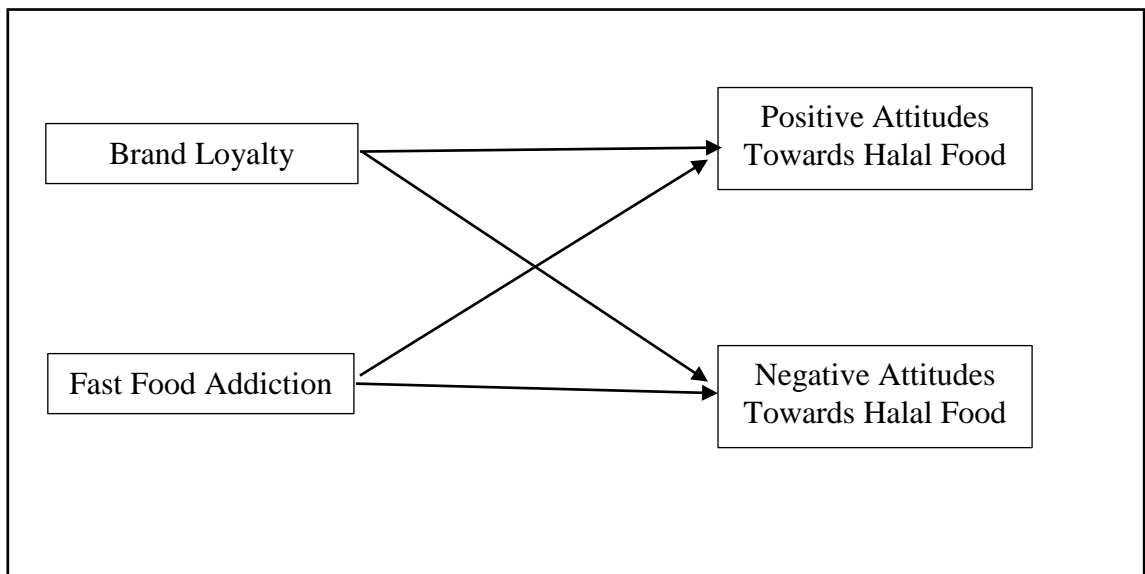 Brand Loyalty
Positive Attitudes
Towards Halal Food
Fast Food Addiction
Negative Attitudes
Towards Halal Food